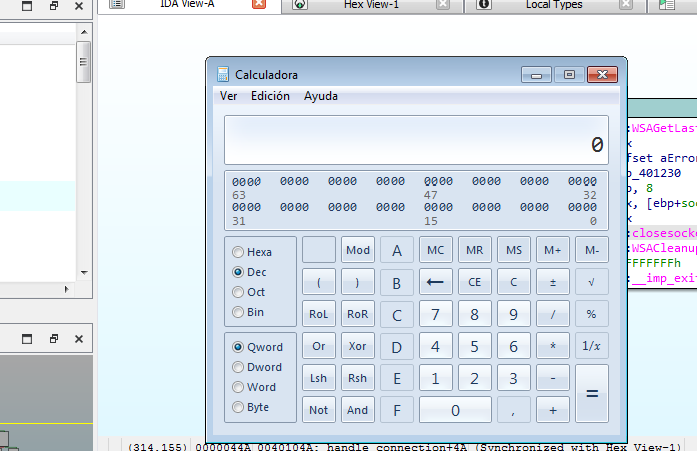 IDA View-A
Hex View-1
Local Types
Calculadora
Ver Edición Ayuda
0
0000 0000 0000 0000 0000 0000 0000 0000
63 47 32
0000 0000 0000 0000 0000 0000 0000 0000
31 15 0
Hexa
Dec
Oct
Bin
Qword
Dword
Word
Byte
Mod A MC MR MS M+ M-
( ) B ← CE C ± √
RoL RoR C 7 8 9 / %
Or Xor D 4 5 6 * 1/x
Lsh Rsh E 1 2 3 - =
Not And F 0 , +
:WSAGetLas
x
fset aError
b_401230
p, 8
x, [ebp+so
x
:closesocke
:WSACleanup
FFFFFFFh
:__imp_exit
(314,155) 0000044A 0040104A: handle_connection+4A (Synchronized with Hex View-1)